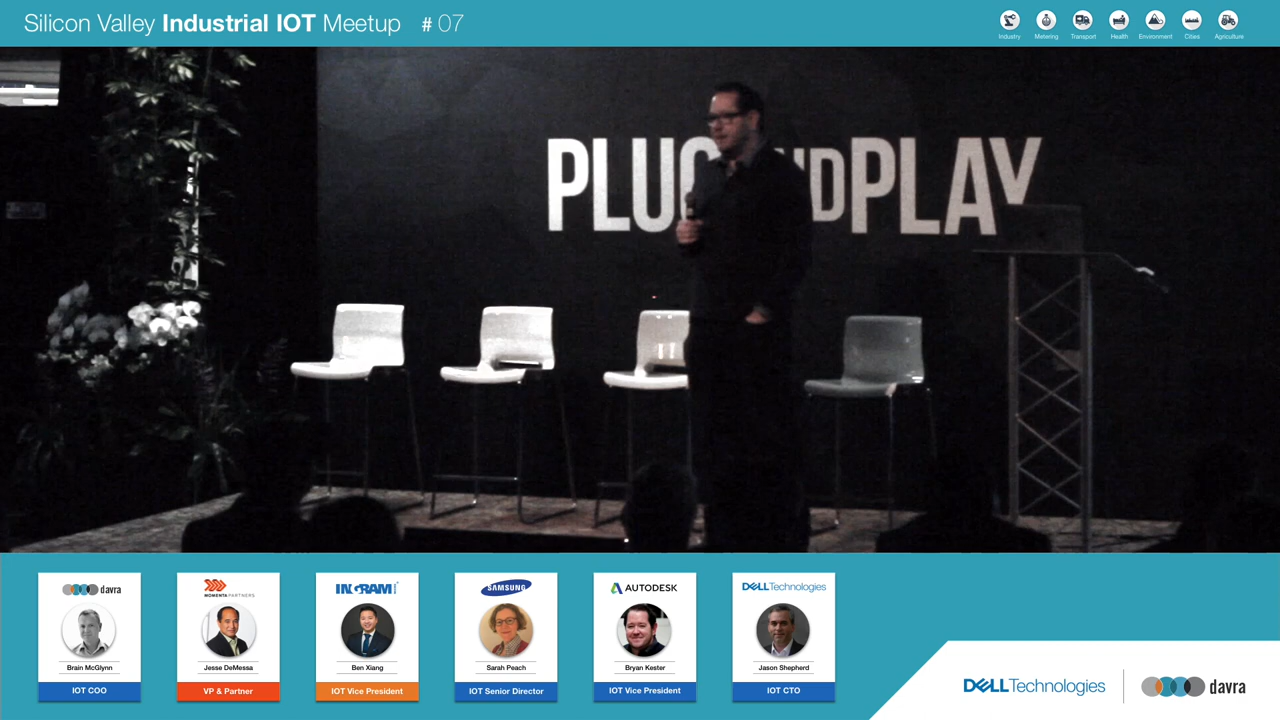 Silicon Valley Industrial IOT Meetup # 07
Industry Metering Transport Health Environment Cities Agriculture
PLUG ND PLAY
davra
MOMENTA PARTNERS
INGRAM
SAMSUNG
AUTODESK
DELL Technologies
Brain McGlynn
Jesse DeMessa
Ben Xiang
Sarah Peach
Bryan Kester
Jason Shepherd
IOT COO
VP & Partner
IOT Vice President
IOT Senior Director
IOT Vice President
IOT CTO
DELL Technologies
davra